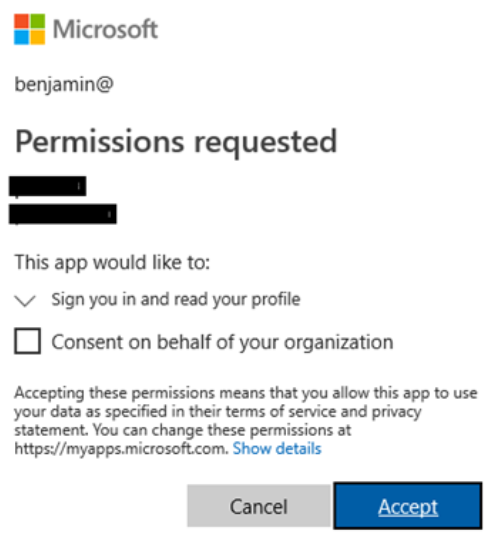 Microsoft
benjamin@
Permissions requested
This app would like to:
Sign you in and read your profile
Consent on behalf of your organization
Accepting these permissions means that you allow this app to use
your data as specified in their terms of service and privacy
statement. You can change these permissions at
https://myapps.microsoft.com. Show details
Cancel Accept